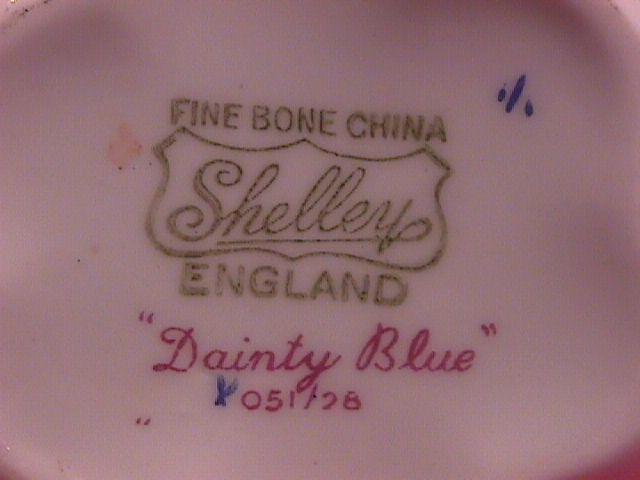 FINE BONE CHINA
Shelley
ENGLAND
"Dainty Blue"
051/28